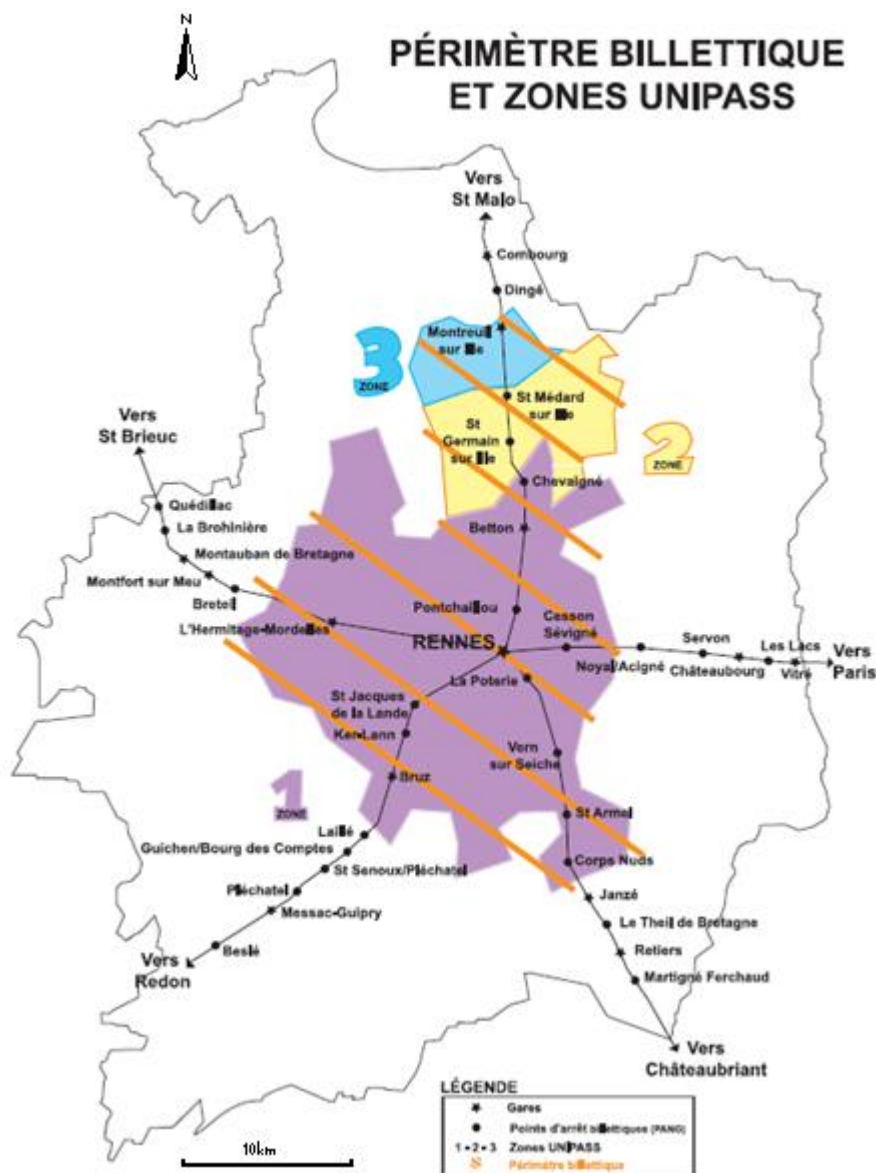 N
PÉRIMÈTRE BILLETTIQUE
ET ZONES UNIPASS
Vers
St Malo
Combourg
Dingé
Montreuil
sur Ille
3
ZONE
St Médard
sur Ille
St
Germain
sur Ille
2
ZONE
Vers
St Brieuc
Chevaigné
Quédillac
La Brohinière
Betton
Montauban de Bretagne
Montfort sur Meu
Breteil
Pontchaillou
L'Hermitage-Mordelles
Cesson
Sévigné
RENNES
Servon
Les Lacs
Vers
Paris
Noyal/Acigné
Châteaubourg
Vitré
La Poterie
St Jacques
de la Lande
Ker-Lann
Vern
sur Seiche
Bruz
1
ZONE
St Armel
Laillé
Guichen/Bourg des Comptes
Corps Nuds
St Senoux/Pléchatel
Pléchatel
Janzé
Messac-Guipry
Le Theil de Bretagne
Beslé
Retiers
Vers
Redon
Martigné Ferchaud
Vers
Châteaubriant
LÉGENDE
Gares
Points d'arrêt billettiques (PANG)
1 - 2 - 3 Zones UNIPASS
Périmètre billettique
10km